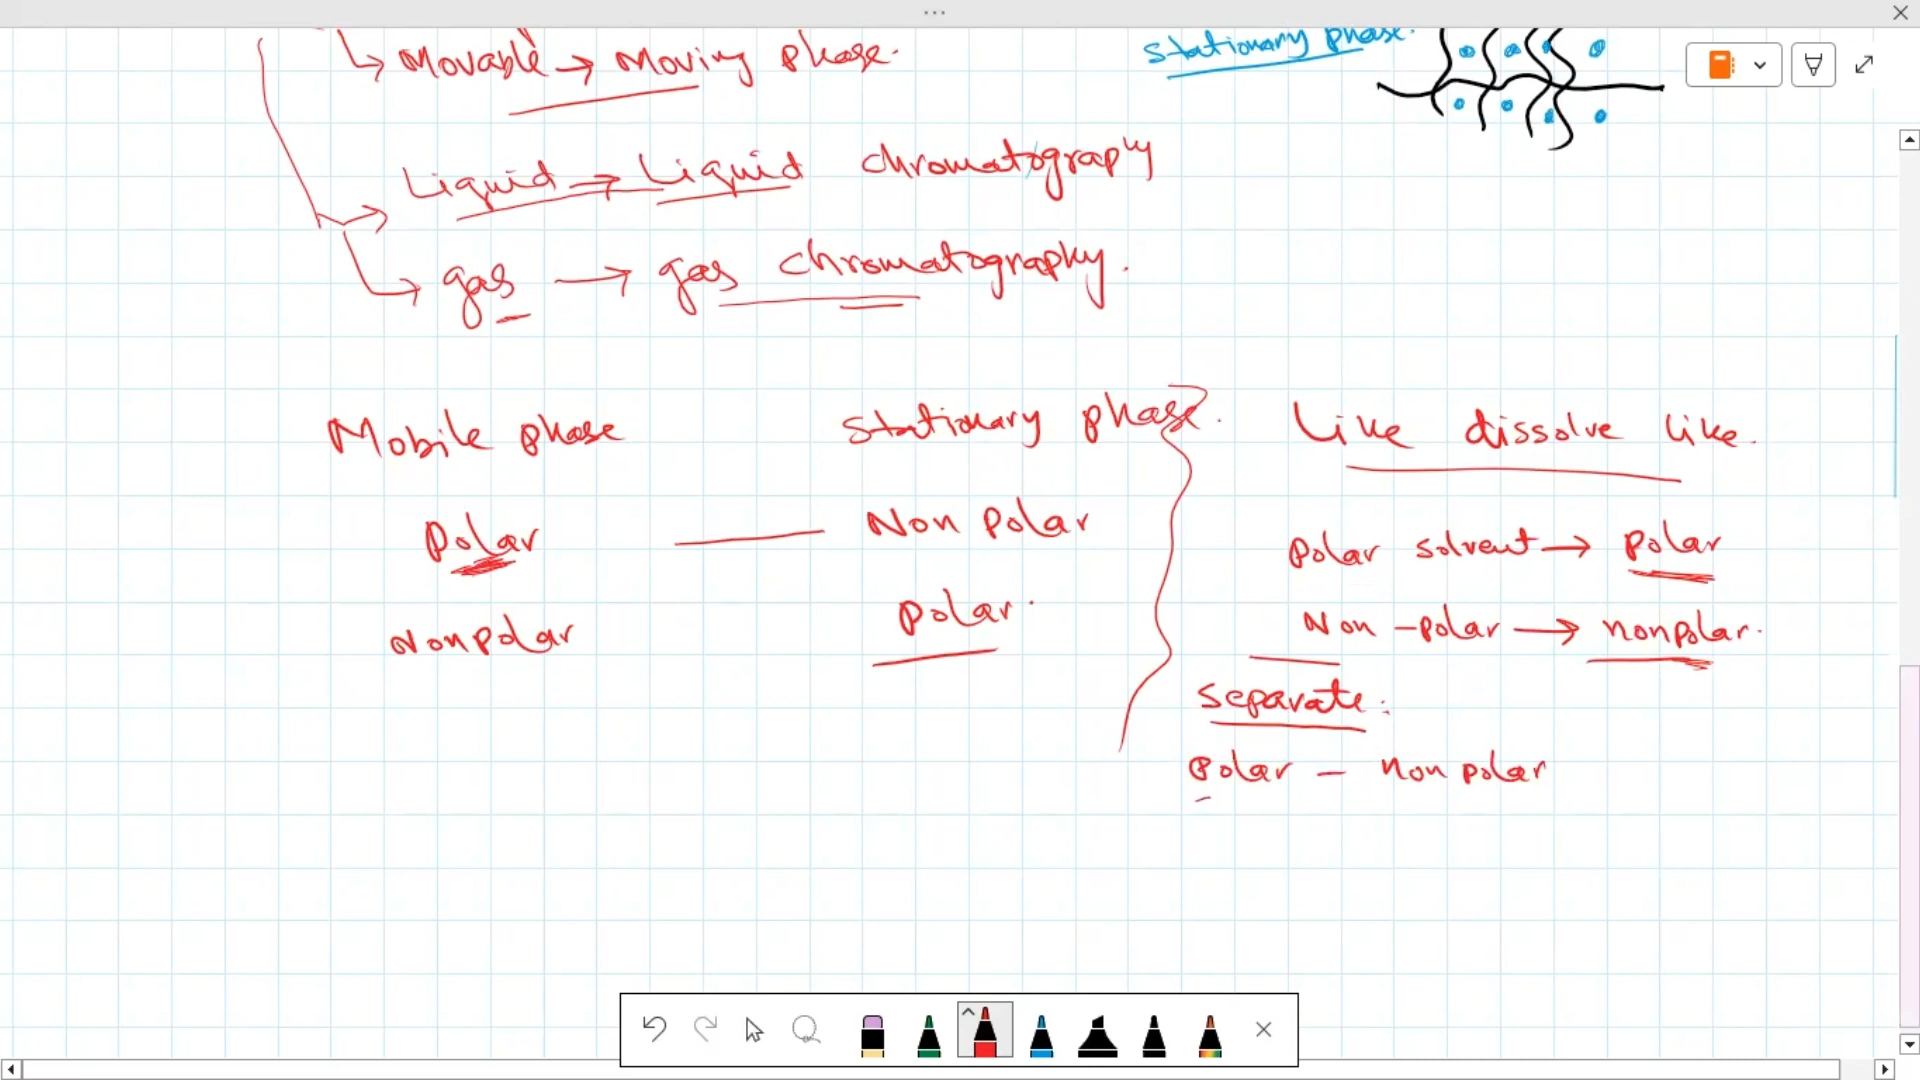 ↳ Movable → Moving phase.
stationary phase.
→ Liquid → Liquid chromatography
↳ gas → gas chromatography.
Mobile phase stationary phase.
Polar — Non polar
Nonpolar polar.
Like dissolve like.
Polar solvent → polar
Non-polar → nonpolar.
Separate:
Polar – non polar